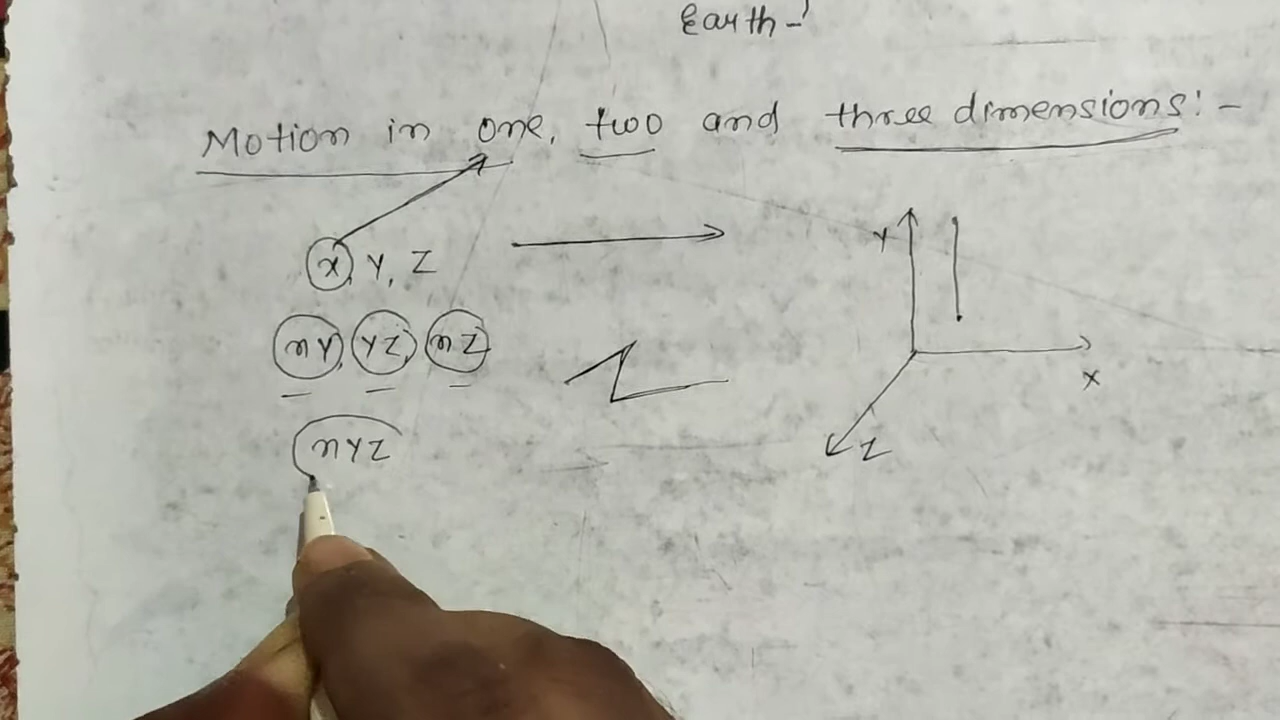 Earth-
Motion in one, two and three dimensions:-
x, Y, Z
xY, YZ, xZ
xYZ
Y
X
Z